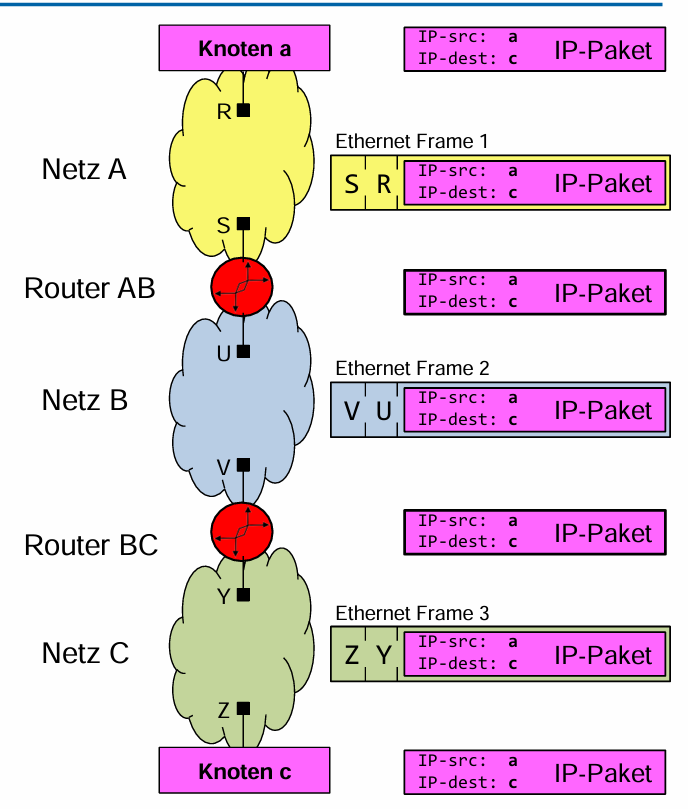 Knoten a
IP-src: a
IP-dest: c
IP-Paket
R
Netz A
Ethernet Frame 1
S R
IP-src: a
IP-dest: c
IP-Paket
S
Router AB
IP-src: a
IP-dest: c
IP-Paket
U
Netz B
Ethernet Frame 2
V U
IP-src: a
IP-dest: c
IP-Paket
V
Router BC
IP-src: a
IP-dest: c
IP-Paket
Y
Netz C
Ethernet Frame 3
Z Y
IP-src: a
IP-dest: c
IP-Paket
Z
Knoten c
IP-src: a
IP-dest: c
IP-Paket